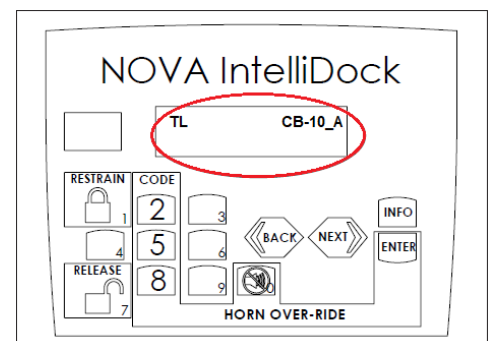 NOVA IntelliDock
TL CB-10_A
RESTRAIN CODE
1 2 3
4 5 6
BACK NEXT
INFO
ENTER
RELEASE
7 8 9
HORN OVER-RIDE